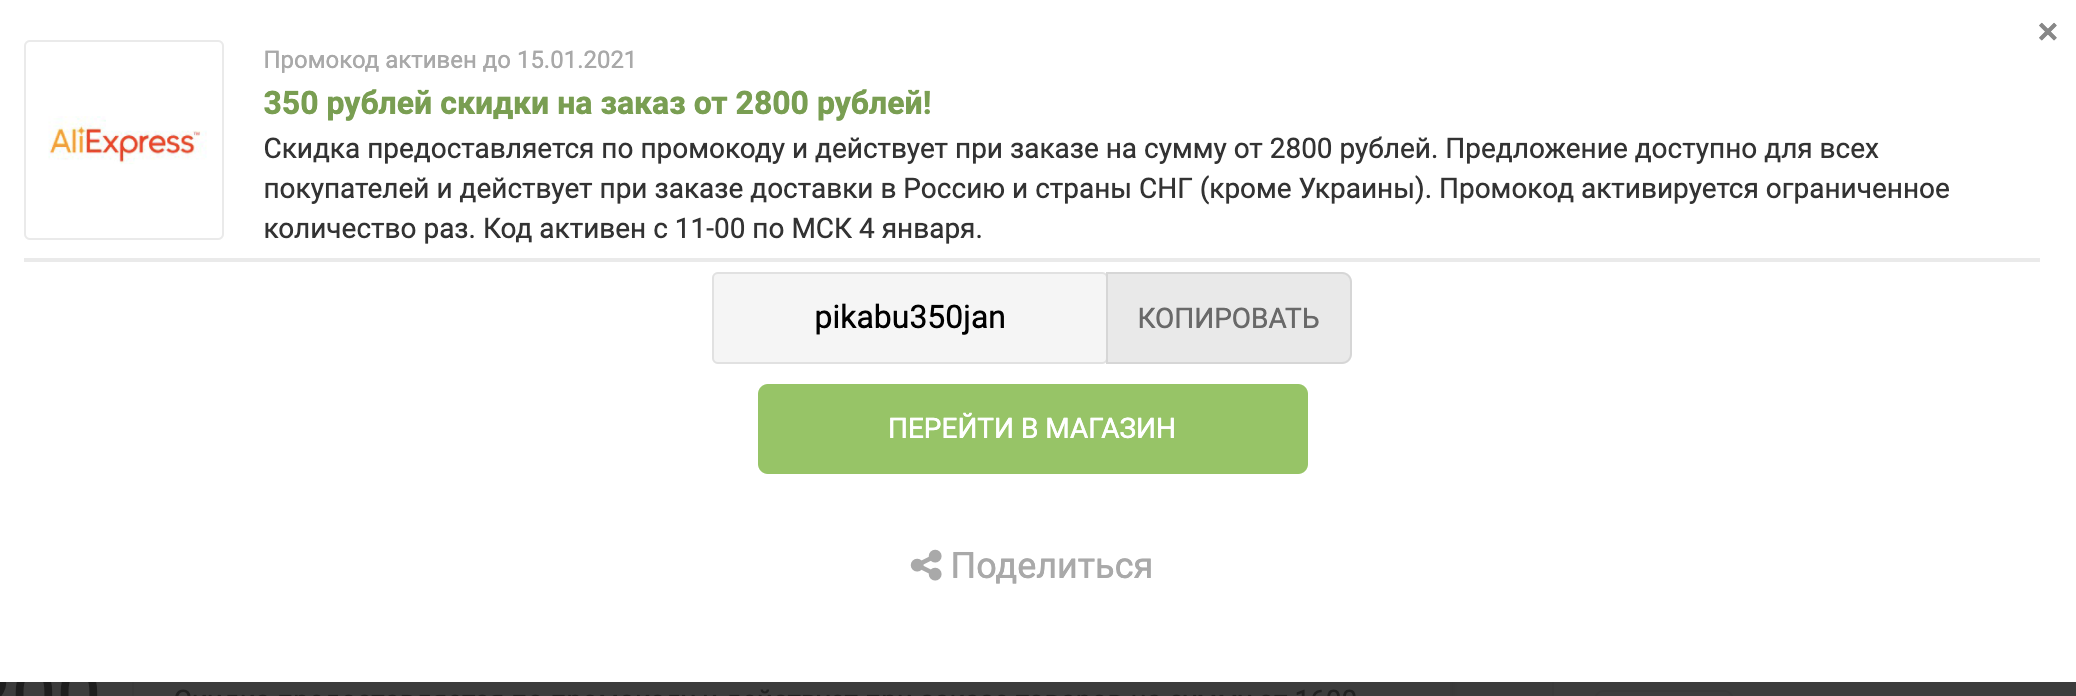 ×
Промокод активен до 15.01.2021
350 рублей скидки на заказ от 2800 рублей!
AliExpress™
Скидка предоставляется по промокоду и действует при заказе на сумму от 2800 рублей. Предложение доступно для всех
покупателей и действует при заказе доставки в Россию и страны СНГ (кроме Украины). Промокод активируется ограниченное
количество раз. Код активен с 11-00 по МСК 4 января.
pikabu350jan
КОПИРОВАТЬ
ПЕРЕЙТИ В МАГАЗИН
Поделиться